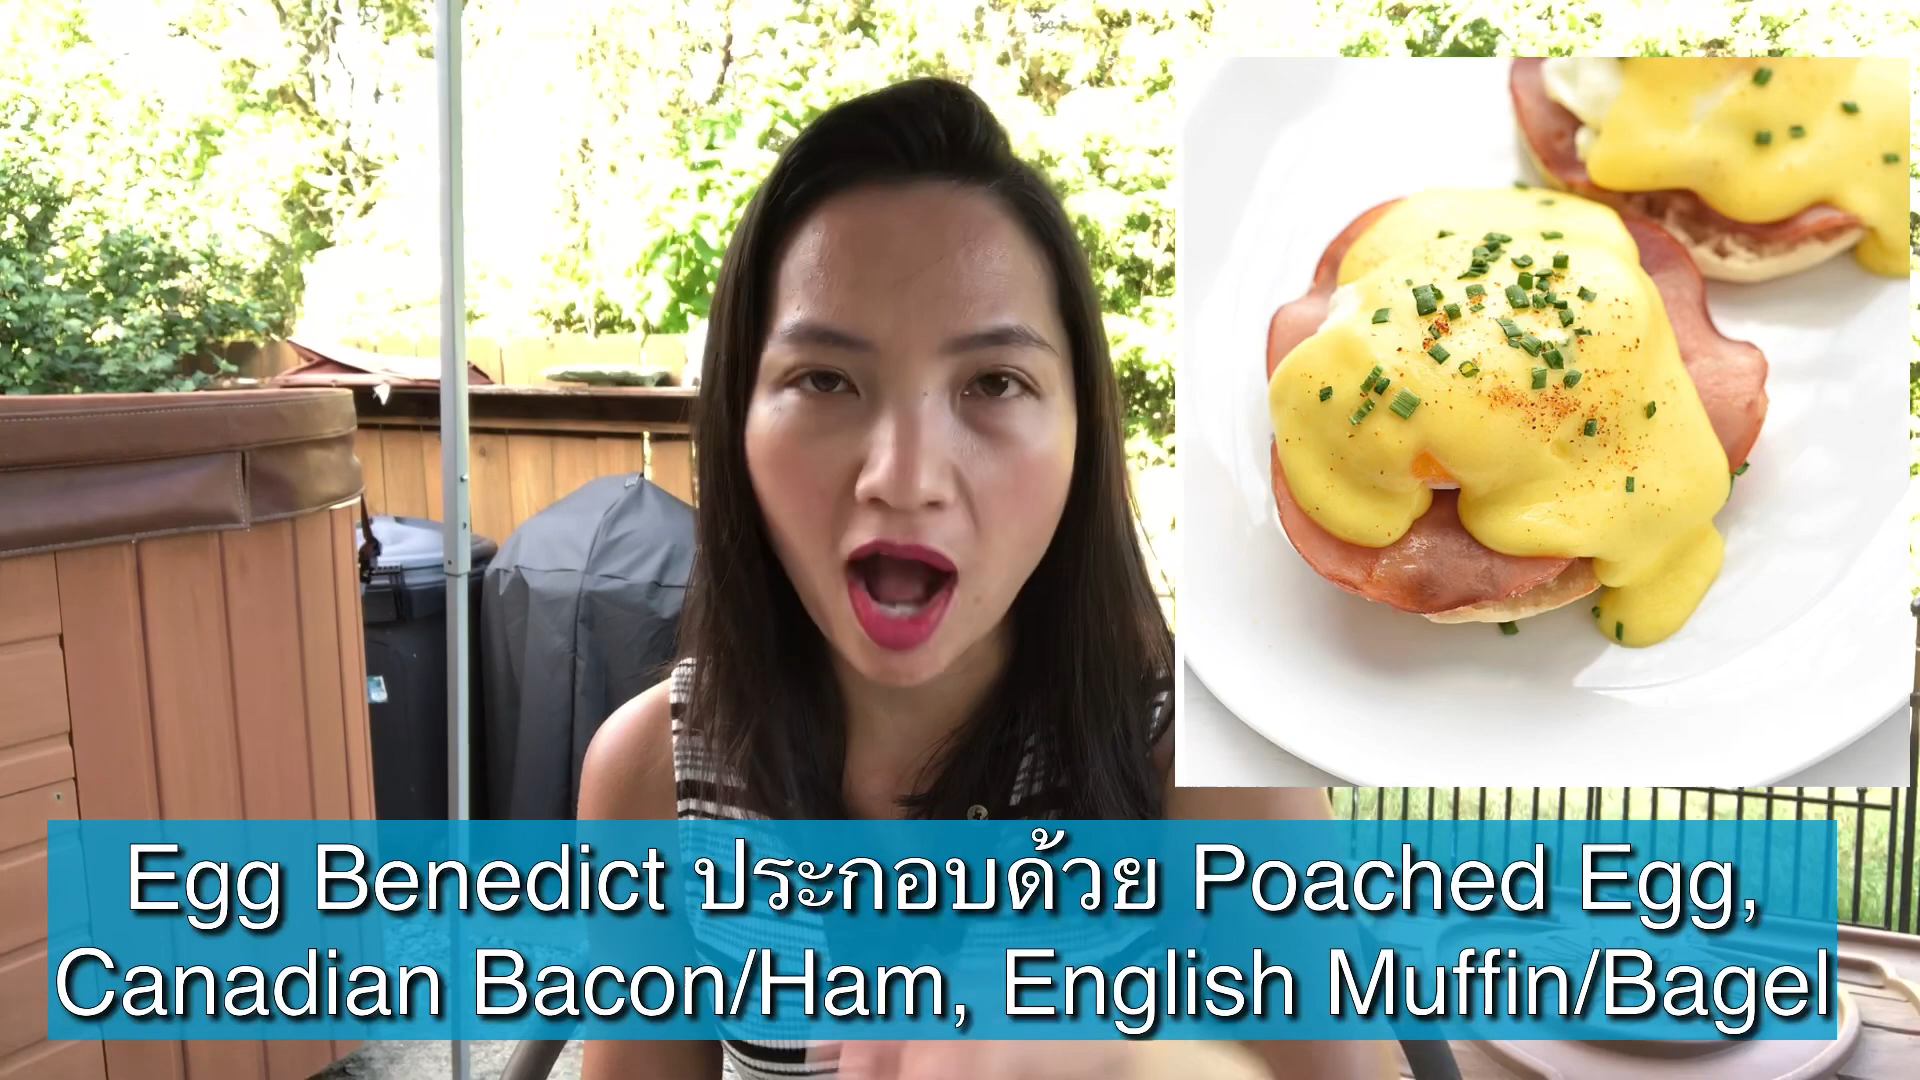 Egg Benedict ประกอบด้วย Poached Egg,
Canadian Bacon/Ham, English Muffin/Bagel